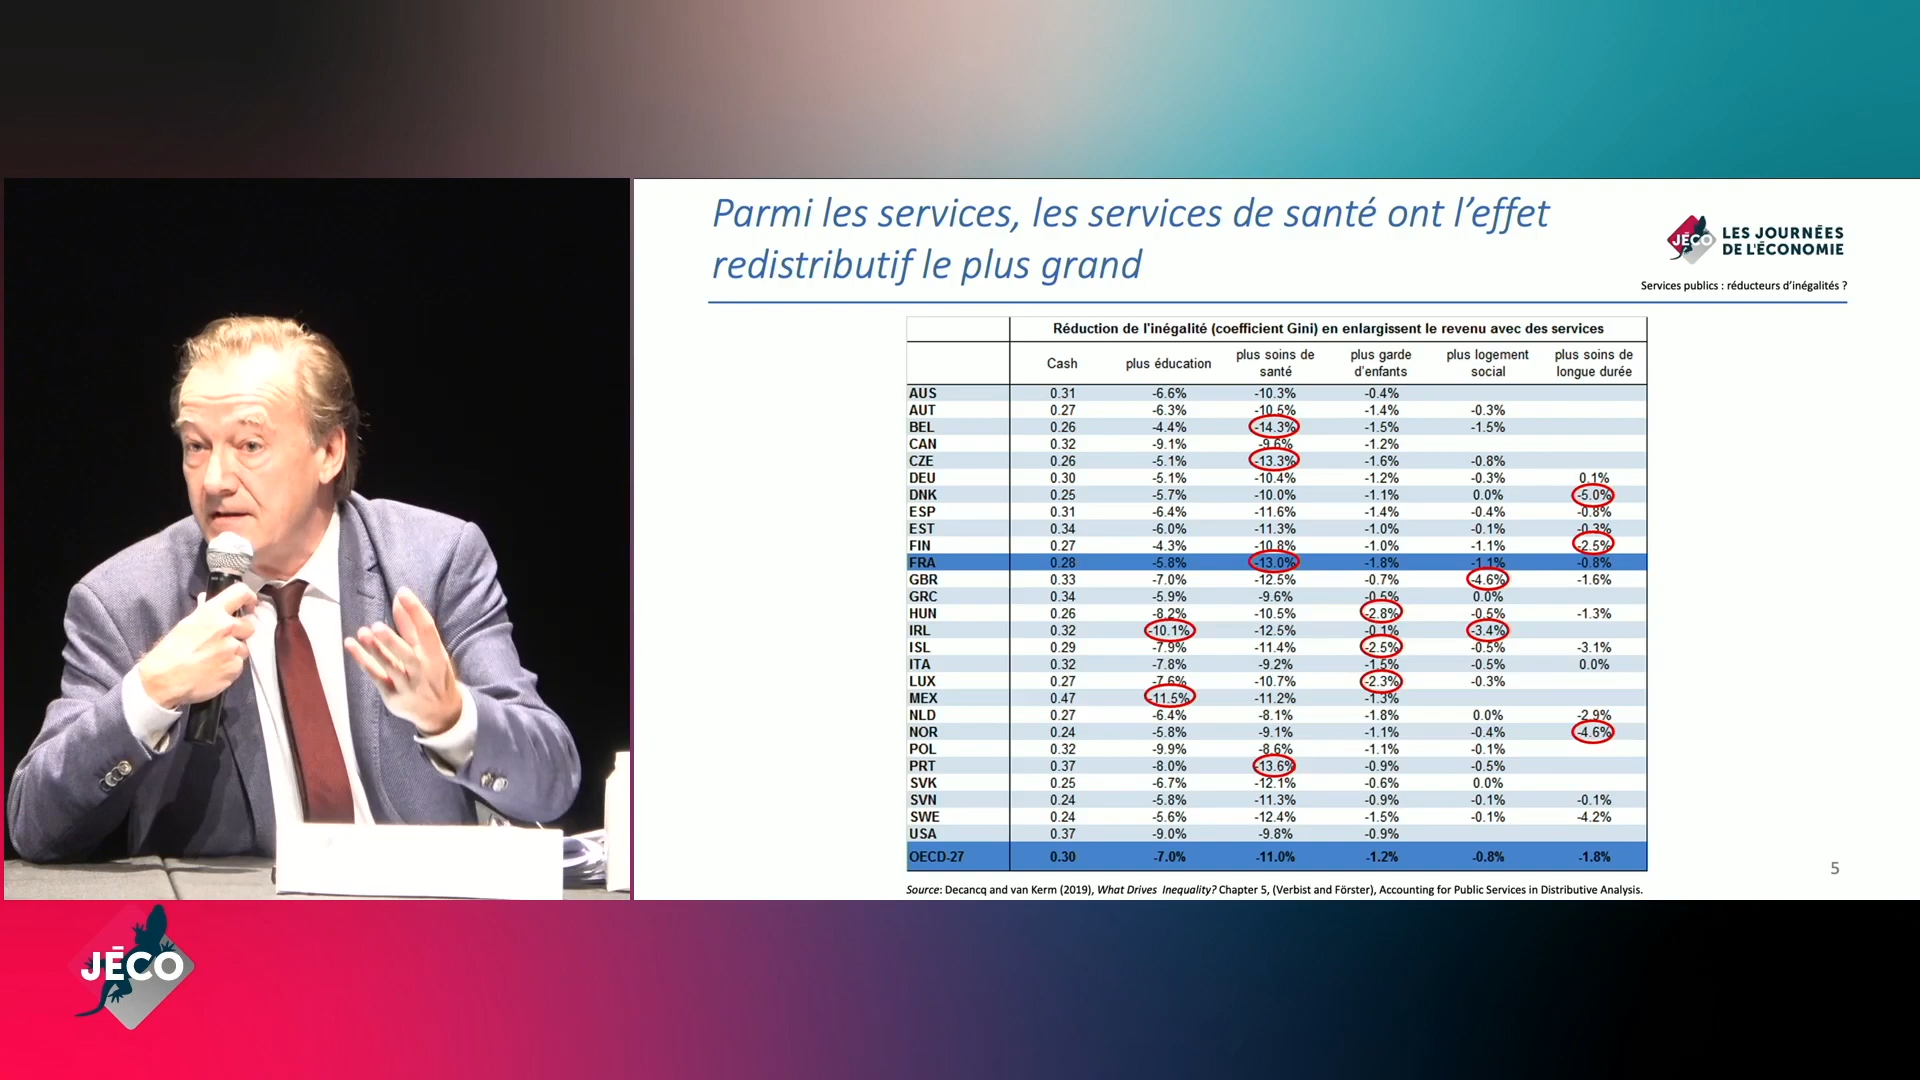 Parmi les services, les services de santé ont l'effet
redistributif le plus grand
JĒCO
LES JOURNÉES
DE L'ÉCONOMIE
Services publics : réducteurs d'inégalités ?
Réduction de l'inégalité (coefficient Gini) en enlargissent le revenu avec des services
Cash plus éducation plus soins de santé plus garde d'enfants plus logement social plus soins de longue durée
AUS 0.31 -6.6% -10.3% -0.4%
AUT 0.27 -6.3% -10.5% -1.4% -0.3%
BEL 0.26 -4.4% -14.3% -1.5% -1.5%
CAN 0.32 -9.1% -9.6% -1.2%
CZE 0.26 -5.1% -13.3% -1.6% -0.8%
DEU 0.30 -5.1% -10.4% -1.2% -0.3% 0.1%
DNK 0.25 -5.7% -10.0% -1.1% 0.0% -5.0%
ESP 0.31 -6.4% -11.6% -1.4% -0.4% -0.8%
EST 0.34 -6.0% -11.3% -1.0% -0.1% -0.3%
FIN 0.27 -4.3% -10.8% -1.0% -1.1% -2.5%
FRA 0.28 -5.8% -13.0% -1.8% -1.1% -0.8%
GBR 0.33 -7.0% -12.5% -0.7% -4.6% -1.6%
GRC 0.34 -5.9% -9.6% -0.5% 0.0%
HUN 0.26 -8.2% -10.5% -2.8% -0.5% -1.3%
IRL 0.32 -10.1% -12.5% -0.1% -3.4%
ISL 0.29 -7.9% -11.4% -2.5% -0.5% -3.1%
ITA 0.32 -7.8% -9.2% -1.5% -0.5% 0.0%
LUX 0.27 -7.6% -10.7% -2.3% -0.3%
MEX 0.47 -11.5% -11.2% -1.3%
NLD 0.27 -6.4% -8.1% -1.8% 0.0% -2.9%
NOR 0.24 -5.8% -9.1% -1.1% -0.4% -4.6%
POL 0.32 -9.9% -8.6% -1.1% -0.1%
PRT 0.37 -8.0% -13.6% -0.9% -0.5%
SVK 0.25 -6.7% -12.1% -0.6% 0.0%
SVN 0.24 -5.8% -11.3% -0.9% -0.1% -0.1%
SWE 0.24 -5.6% -12.4% -1.5% -0.1% -4.2%
USA 0.37 -9.0% -9.8% -0.9%
OECD-27 0.30 -7.0% -11.0% -1.2% -0.8% -1.8%
5
Source: Decancq and van Kerm (2019), What Drives Inequality? Chapter 5, (Verbist and Förster), Accounting for Public Services in Distributive Analysis.
JĒCO